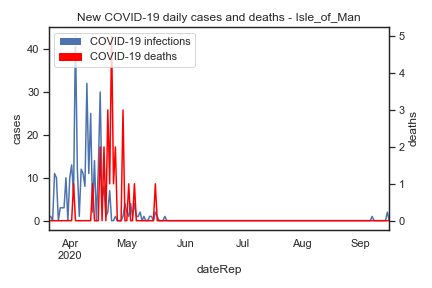 New COVID-19 daily cases and deaths - Isle_of_Man
COVID-19 infections
COVID-19 deaths
40
30
20
10
0
cases
5
4
3
2
1
0
deaths
Apr May Jun Jul Aug Sep
2020
dateRep